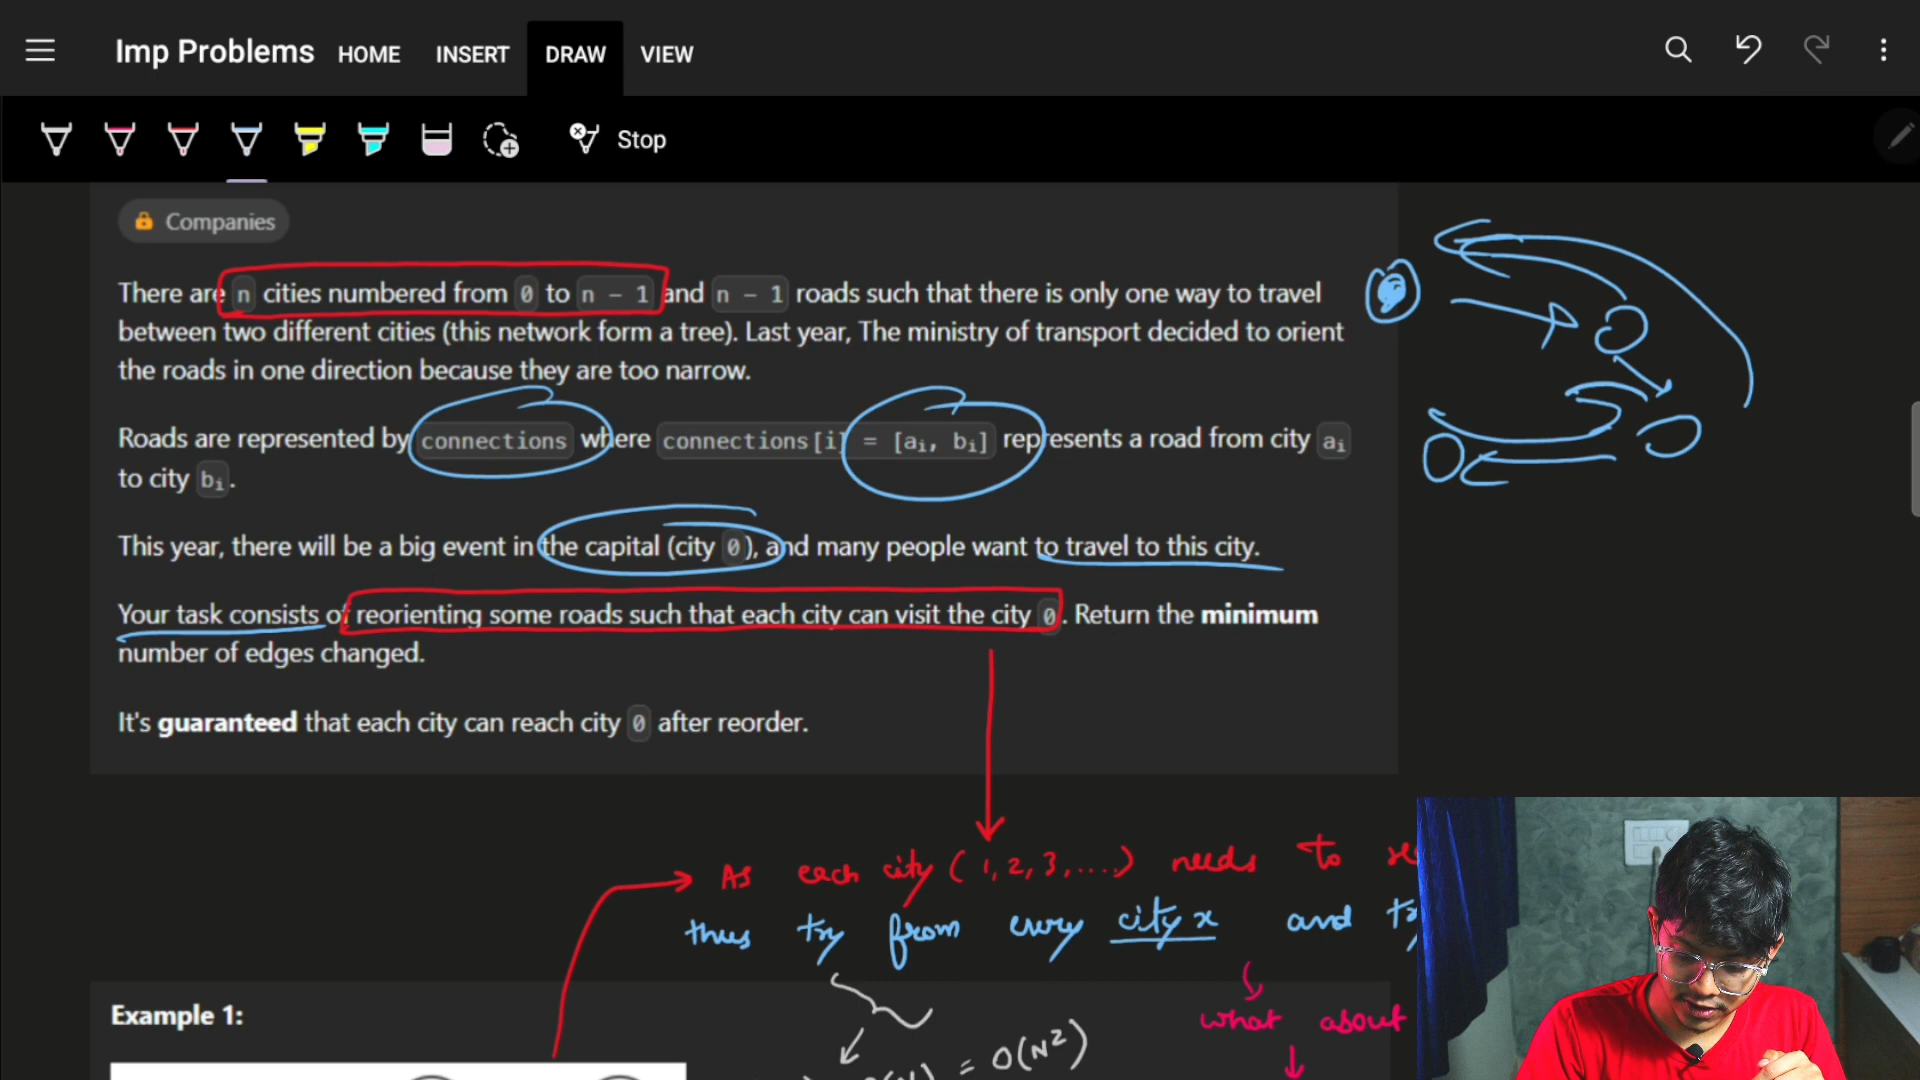 Imp Problems HOME INSERT DRAW VIEW
Stop
Companies
There are n cities numbered from 0 to n - 1 and n - 1 roads such that there is only one way to travel
between two different cities (this network form a tree). Last year, The ministry of transport decided to orient
the roads in one direction because they are too narrow.
Roads are represented by connections where connections[i] = [ai, bi] represents a road from city ai
to city bi.
This year, there will be a big event in the capital (city 0), and many people want to travel to this city.
Your task consists of reorienting some roads such that each city can visit the city 0. Return the minimum
number of edges changed.
It's guaranteed that each city can reach city 0 after reorder.
As each city (1,2,3,....) needs to
thus try from every city x and
what about
= O(N²)
Example 1: